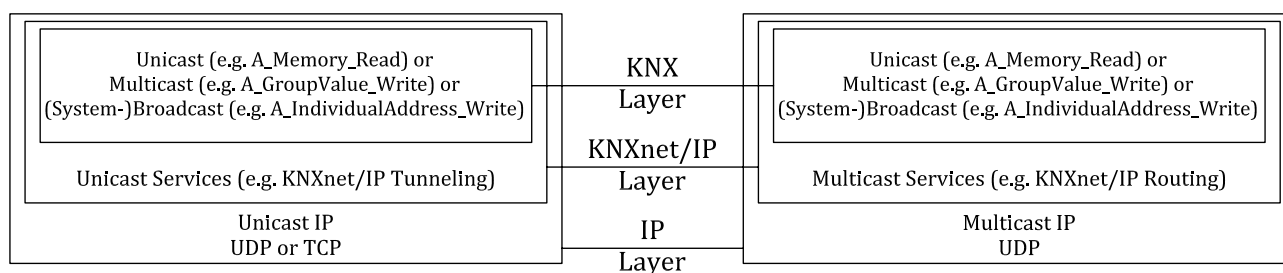 Unicast (e.g. A_Memory_Read) or
Multicast (e.g. A_GroupValue_Write) or
(System-)Broadcast (e.g. A_IndividualAddress_Write)
Unicast Services (e.g. KNXnet/IP Tunneling)
Unicast IP
UDP or TCP
KNX
Layer
KNXnet/IP
Layer
IP
Layer
Unicast (e.g. A_Memory_Read) or
Multicast (e.g. A_GroupValue_Write) or
(System-)Broadcast (e.g. A_IndividualAddress_Write)
Multicast Services (e.g. KNXnet/IP Routing)
Multicast IP
UDP